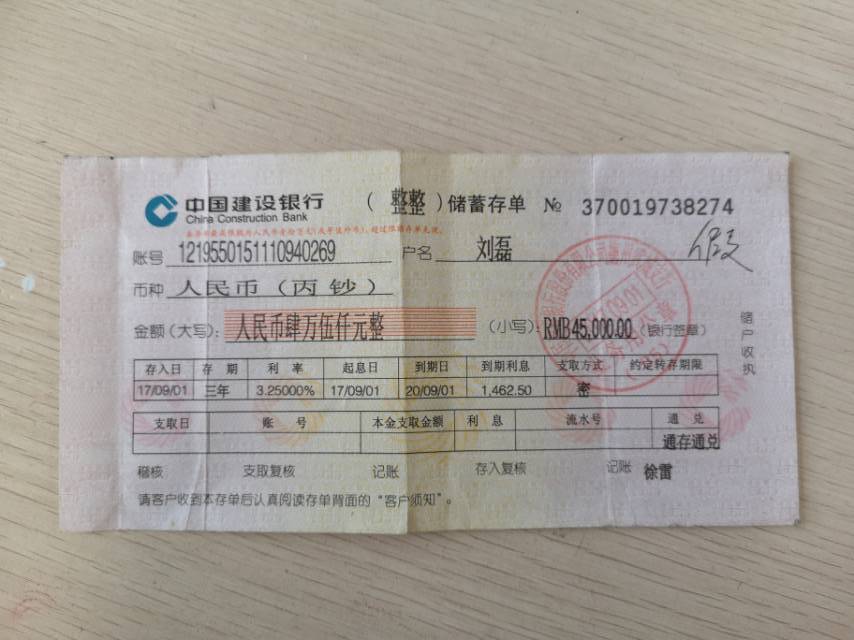 中国建设银行 （整整）储蓄存单 № 370019738274
China Construction Bank
账号 1219550151110940269 户名 刘磊
币种 人民币（丙钞）
金额（大写）：人民币肆万伍仟元整 （小写）：RMB45,000.00（银行签章）
储户收执
存入日 存 期 利 率 起息日 到期日 到期利息 支取方式 约定转存期限
17/09/01 三年 3.25000% 17/09/01 20/09/01 1,462.50 密
支取日 账 号 本金支取金额 利 息 流水号 通 兑
通存通兑
稽核 支取复核 记账 存入复核 记账 徐雷
请客户收到本存单后认真阅读存单背面的“客户须知”。